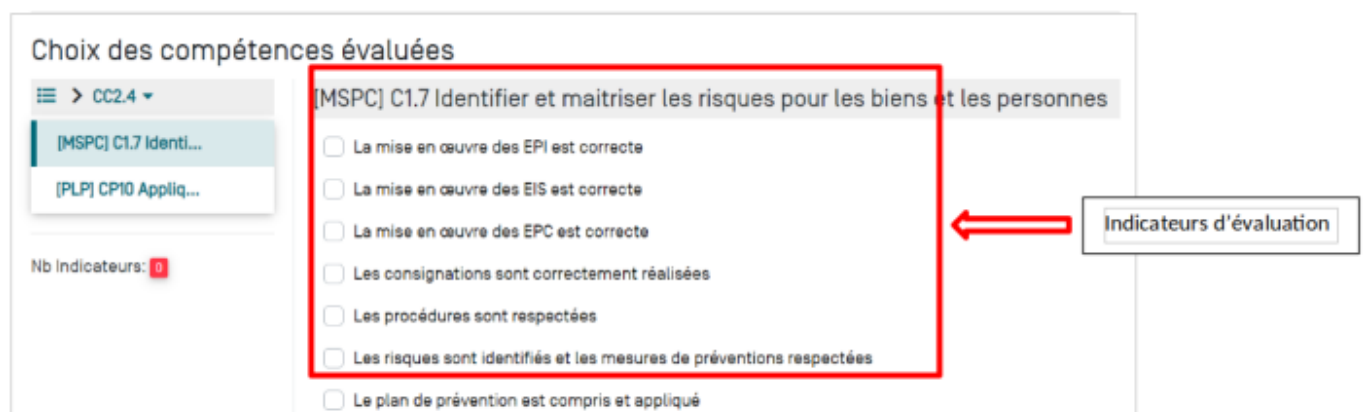 Choix des compétences évaluées
CC2.4
[MSPC] C1.7 Identi...
[PLP] CP10 Appliq...
Nb Indicateurs: 0
[MSPC] C1.7 Identifier et maitriser les risques pour les biens et les personnes
La mise en œuvre des EPI est correcte
La mise en œuvre des EIS est correcte
La mise en œuvre des EPC est correcte
Les consignations sont correctement réalisées
Les procédures sont respectées
Les risques sont identifiés et les mesures de préventions respectées
Le plan de prévention est compris et appliqué
Indicateurs d'évaluation